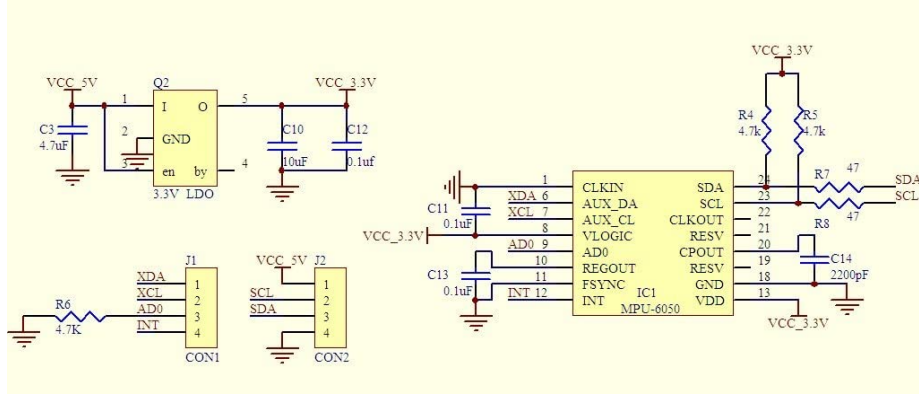 VCC_5V
Q2
VCC_3.3V
1 I O 5
C3
4.7uF
2 GND
C10
10uF
C12
0.1uf
3 en by 4
3.3V LDO
VCC_3.3V
R4
4.7k
R5
4.7k
R7 47
SDA
SCL
R8 47
1 CLKIN SDA 24
XDA 6 AUX_DA SCL 23
XCL 7 AUX_CL CLKOUT 22
C11
0.1uF
VCC_3.3V
8 VLOGIC RESV 21
AD0 9 AD0 CPOUT 20
10 REGOUT RESV 19
C13
0.1uF
11 FSYNC GND 18
INT 12 INT VDD 13
IC1
MPU-6050
C14
2200pF
VCC_3.3V
J1
XDA 1
XCL 2
AD0 3
INT 4
CON1
R6
4.7K
VCC_5V
J2
1
SCL 2
SDA 3
4
CON2